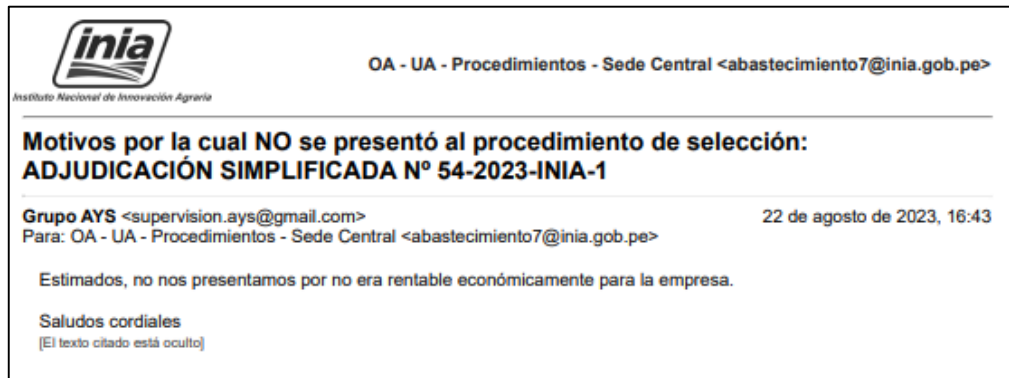 inia
Instituto Nacional de Innovación Agraria
OA - UA - Procedimientos - Sede Central <abastecimiento7@inia.gob.pe>
Motivos por la cual NO se presentó al procedimiento de selección:
ADJUDICACIÓN SIMPLIFICADA Nº 54-2023-INIA-1
Grupo AYS <supervision.ays@gmail.com> 22 de agosto de 2023, 16:43
Para: OA - UA - Procedimientos - Sede Central <abastecimiento7@inia.gob.pe>
Estimados, no nos presentamos por no era rentable económicamente para la empresa.
Saludos cordiales
[El texto citado está oculto]